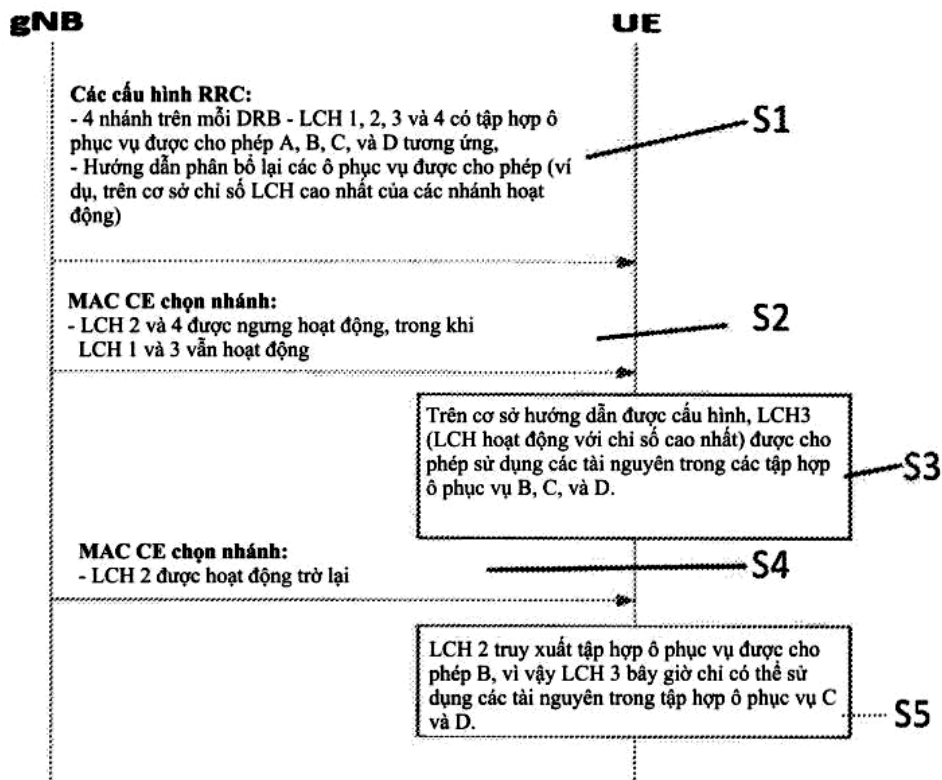 gNB
UE
Các cấu hình RRC:
- 4 nhánh trên mỗi DRB - LCH 1, 2, 3 và 4 có tập hợp ô
phục vụ được cho phép A, B, C, và D tương ứng,
- Hướng dẫn phân bổ lại các ô phục vụ được cho phép (ví
dụ, trên cơ sở chỉ số LCH cao nhất của các nhánh hoạt
động)
S1
MAC CE chọn nhánh:
- LCH 2 và 4 được ngưng hoạt động, trong khi
LCH 1 và 3 vẫn hoạt động
S2
Trên cơ sở hướng dẫn được cấu hình, LCH3
(LCH hoạt động với chỉ số cao nhất) được cho
phép sử dụng các tài nguyên trong các tập hợp
ô phục vụ B, C, và D.
S3
MAC CE chọn nhánh:
- LCH 2 được hoạt động trở lại
S4
LCH 2 truy xuất tập hợp ô phục vụ được cho
phép B, vì vậy LCH 3 bây giờ chỉ có thể sử
dụng các tài nguyên trong tập hợp ô phục vụ C
và D.
S5